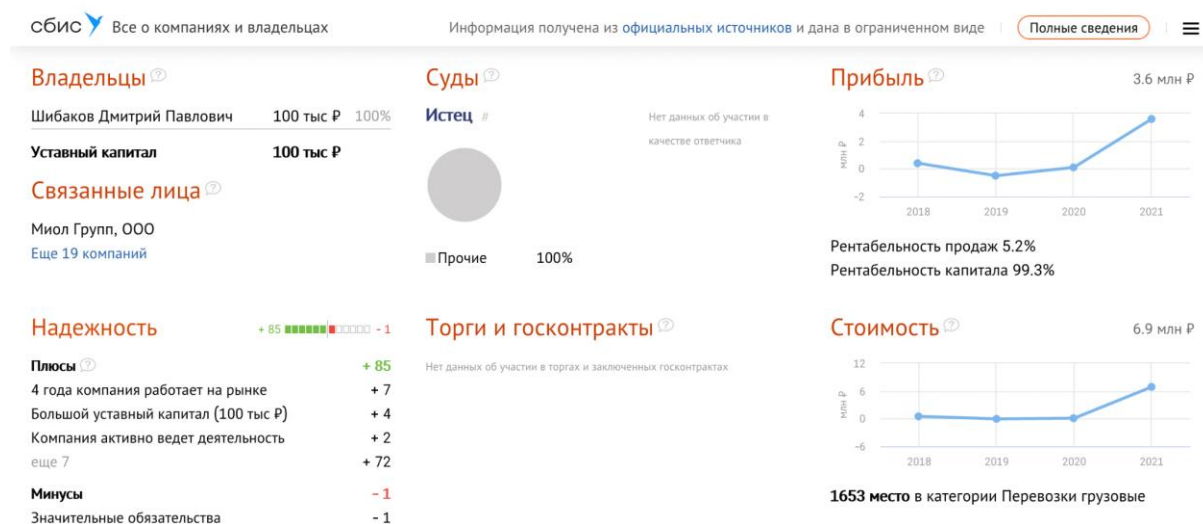 сбис Все о компаниях и владельцах
Информация получена из официальных источников и дана в ограниченном виде
Полные сведения
Владельцы ?
Шибаков Дмитрий Павлович 100 тыс ₽ 100%
Уставный капитал 100 тыс ₽
Связанные лица ?
Миол Групп, ООО
Еще 19 компаний
Суды ?
Истец #
Нет данных об участии в
качестве ответчика
Прочие 100%
Прибыль ? 3.6 млн ₽
млн ₽
4
2
0
-2
2018 2019 2020 2021
Рентабельность продаж 5.2%
Рентабельность капитала 99.3%
Надежность + 85 - 1
Плюсы ? + 85
4 года компания работает на рынке + 7
Большой уставный капитал (100 тыс ₽) + 4
Компания активно ведет деятельность + 2
еще 7 + 72
Минусы - 1
Значительные обязательства - 1
Торги и госконтракты ?
Нет данных об участии в торгах и заключенных госконтрактах
Стоимость ? 6.9 млн ₽
млн ₽
12
6
0
-6
2018 2019 2020 2021
1653 место в категории Перевозки грузовые